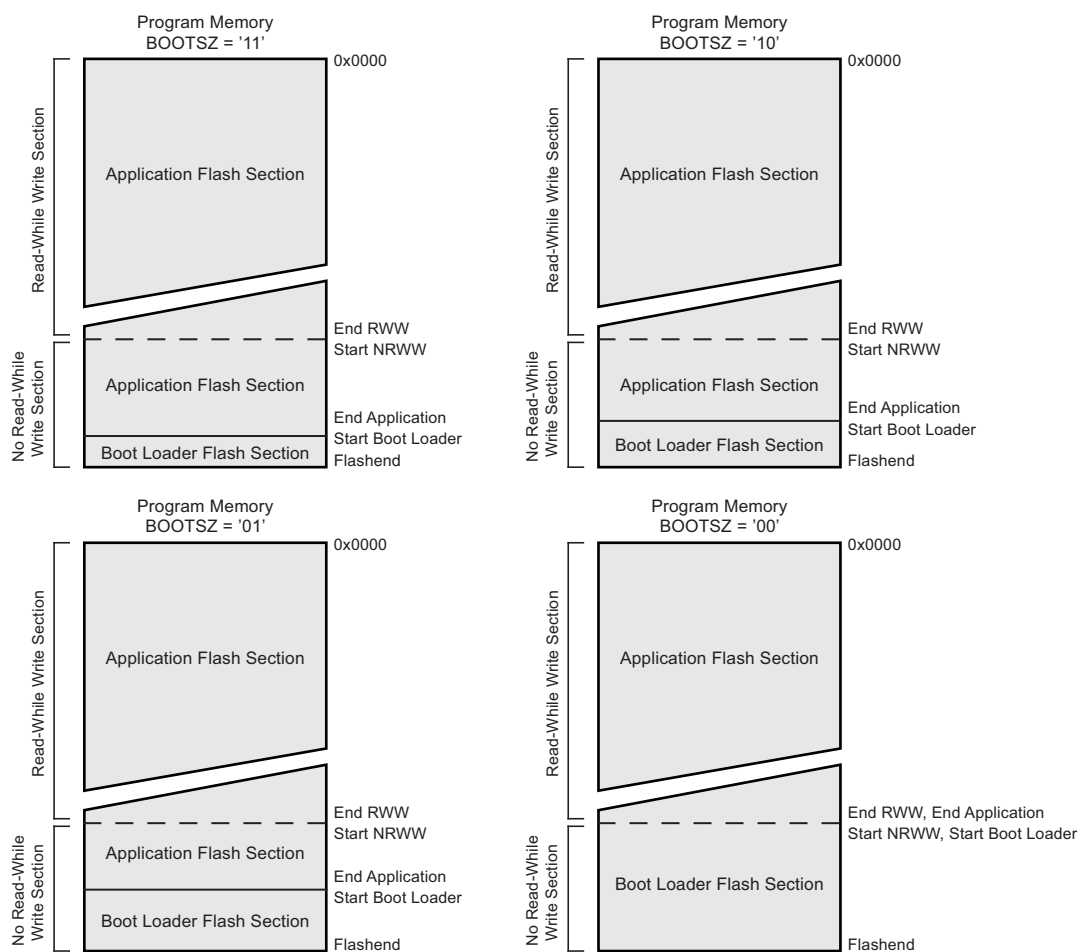 Program Memory
BOOTSZ = '11'
0x0000
Read-While Write Section
Application Flash Section
End RWW
Start NRWW
No Read-While
Write Section
Application Flash Section
End Application
Start Boot Loader
Boot Loader Flash Section
Flashend
Program Memory
BOOTSZ = '10'
0x0000
Read-While Write Section
Application Flash Section
End RWW
Start NRWW
No Read-While
Write Section
Application Flash Section
End Application
Start Boot Loader
Boot Loader Flash Section
Flashend
Program Memory
BOOTSZ = '01'
0x0000
Read-While Write Section
Application Flash Section
End RWW
Start NRWW
No Read-While
Write Section
Application Flash Section
End Application
Start Boot Loader
Boot Loader Flash Section
Flashend
Program Memory
BOOTSZ = '00'
0x0000
Read-While Write Section
Application Flash Section
End RWW, End Application
Start NRWW, Start Boot Loader
No Read-While
Write Section
Boot Loader Flash Section
Flashend